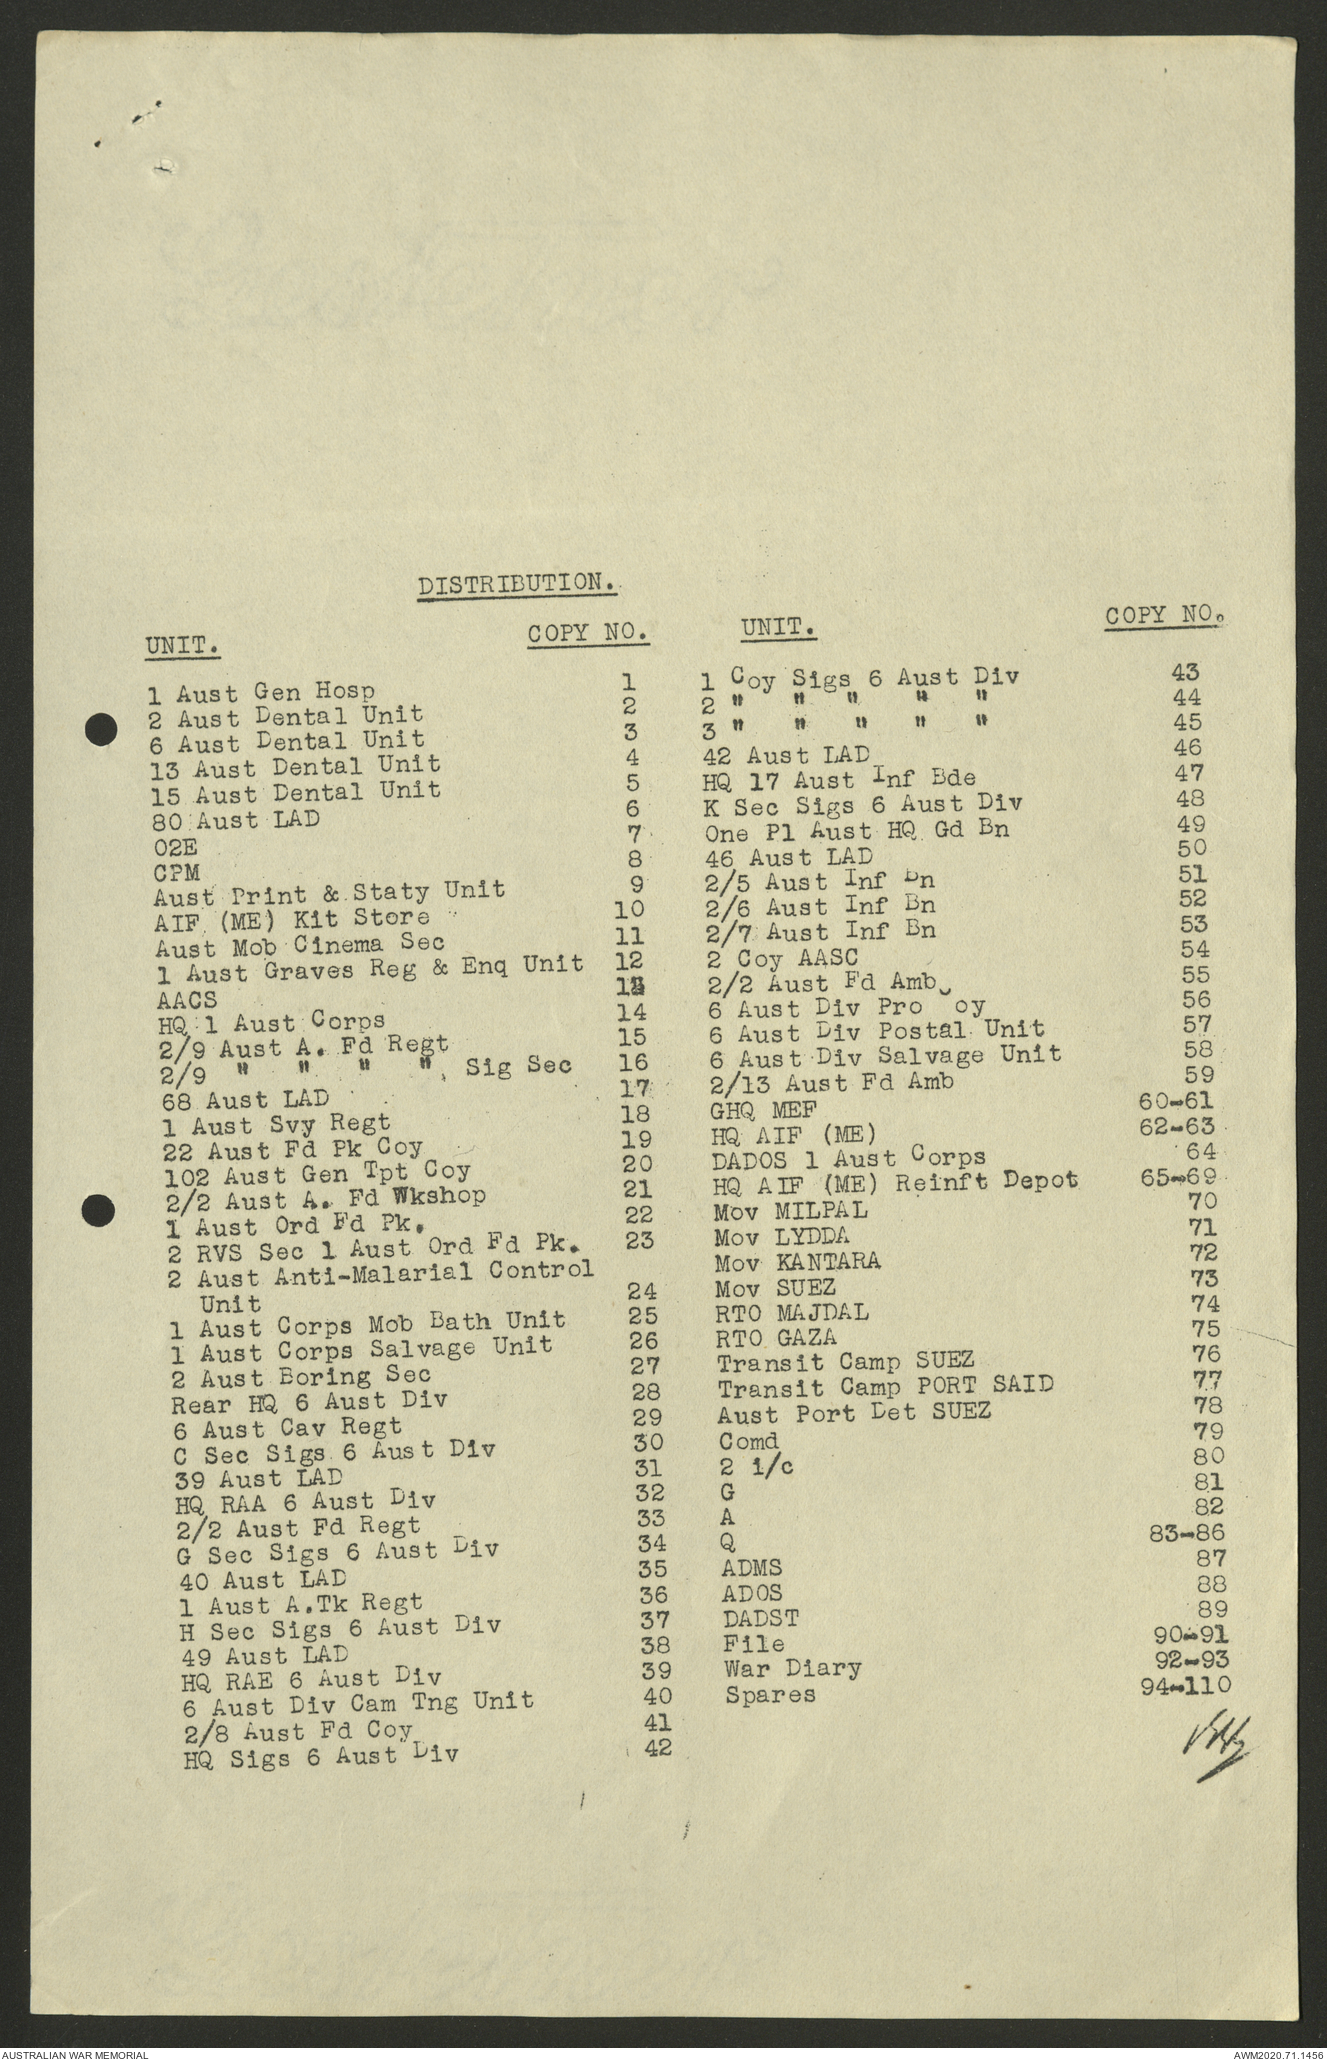 DISTRIBUTION.
UNIT. COPY NO.
1 Aust Gen Hosp 1
2 Aust Dental Unit 2
6 Aust Dental Unit 3
13 Aust Dental Unit 4
15 Aust Dental Unit 5
80 Aust LAD 6
02E 7
CPM 8
Aust Print & Staty Unit 9
AIF (ME) Kit Store 10
Aust Mob Cinema Sec 11
1 Aust Graves Reg & Enq Unit 12
AACS 13
HQ 1 Aust Corps 14
2/9 Aust A. Fd Regt 15
2/9 " " " " Sig Sec 16
68 Aust LAD 17
1 Aust Svy Regt 18
22 Aust Fd Pk Coy 19
102 Aust Gen Tpt Coy 20
2/2 Aust A. Fd Wkshop 21
1 Aust Ord Fd Pk. 22
2 RVS Sec 1 Aust Ord Fd Pk. 23
2 Aust Anti-Malarial Control
Unit 24
1 Aust Corps Mob Bath Unit 25
1 Aust Corps Salvage Unit 26
2 Aust Boring Sec 27
Rear HQ 6 Aust Div 28
6 Aust Cav Regt 29
C Sec Sigs 6 Aust Div 30
39 Aust LAD 31
HQ RAA 6 Aust Div 32
2/2 Aust Fd Regt 33
G Sec Sigs 6 Aust Div 34
40 Aust LAD 35
1 Aust A.Tk Regt 36
H Sec Sigs 6 Aust Div 37
49 Aust LAD 38
HQ RAE 6 Aust Div 39
6 Aust Div Cam Tng Unit 40
2/8 Aust Fd Coy 41
HQ Sigs 6 Aust Div 42
UNIT. COPY NO.
1 Coy Sigs 6 Aust Div 43
2 " " " " " 44
3 " " " " " 45
42 Aust LAD 46
HQ 17 Aust Inf Bde 47
K Sec Sigs 6 Aust Div 48
One Pl Aust HQ Gd Bn 49
46 Aust LAD 50
2/5 Aust Inf Bn 51
2/6 Aust Inf Bn 52
2/7 Aust Inf Bn 53
2 Coy AASC 54
2/2 Aust Fd Amb 55
6 Aust Div Pro oy 56
6 Aust Div Postal Unit 57
6 Aust Div Salvage Unit 58
2/13 Aust Fd Amb 59
GHQ MEF 60-61
HQ AIF (ME) 62-63
DADOS 1 Aust Corps 64
HQ AIF (ME) Reinft Depot 65-69
Mov MILPAL 70
Mov LYDDA 71
Mov KANTARA 72
Mov SUEZ 73
RTO MAJDAL 74
RTO GAZA 75
Transit Camp SUEZ 76
Transit Camp PORT SAID 77
Aust Port Det SUEZ 78
Comd 79
2 i/c 80
G 81
A 82
Q 83-86
ADMS 87
ADOS 88
DADST 89
File 90-91
War Diary 92-93
Spares 94-110
AUSTRALIAN WAR MEMORIAL
AWM2020.71.1456